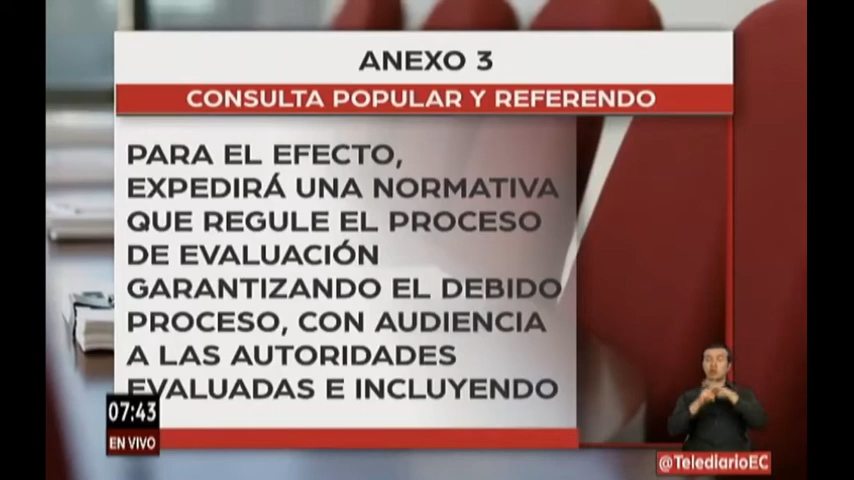 ANEXO 3
CONSULTA POPULAR Y REFERENDO
PARA EL EFECTO,
EXPEDIRÁ UNA NORMATIVA
QUE REGULE EL PROCESO
DE EVALUACIÓN
GARANTIZANDO EL DEBIDO
PROCESO, CON AUDIENCIA
A LAS AUTORIDADES
EVALUADAS E INCLUYENDO
07:43
EN VIVO
@TelediarioEC